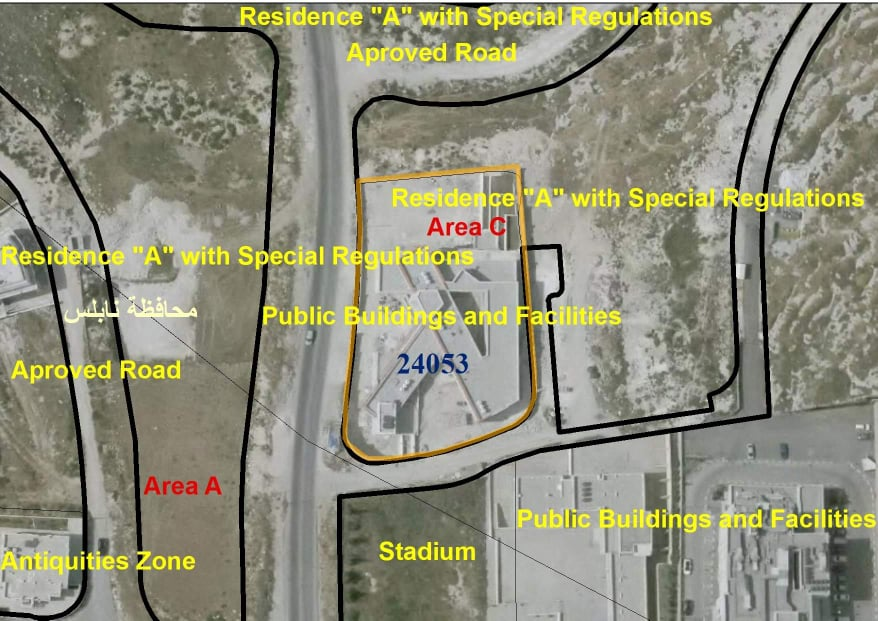 Residence "A" with Special Regulations
Aproved Road
Residence "A" with Special Regulations
Area C
Residence "A" with Special Regulations
محافظة نابلس
Public Buildings and Facilities
24053
Aproved Road
Area A
Public Buildings and Facilities
Stadium
Antiquities Zone